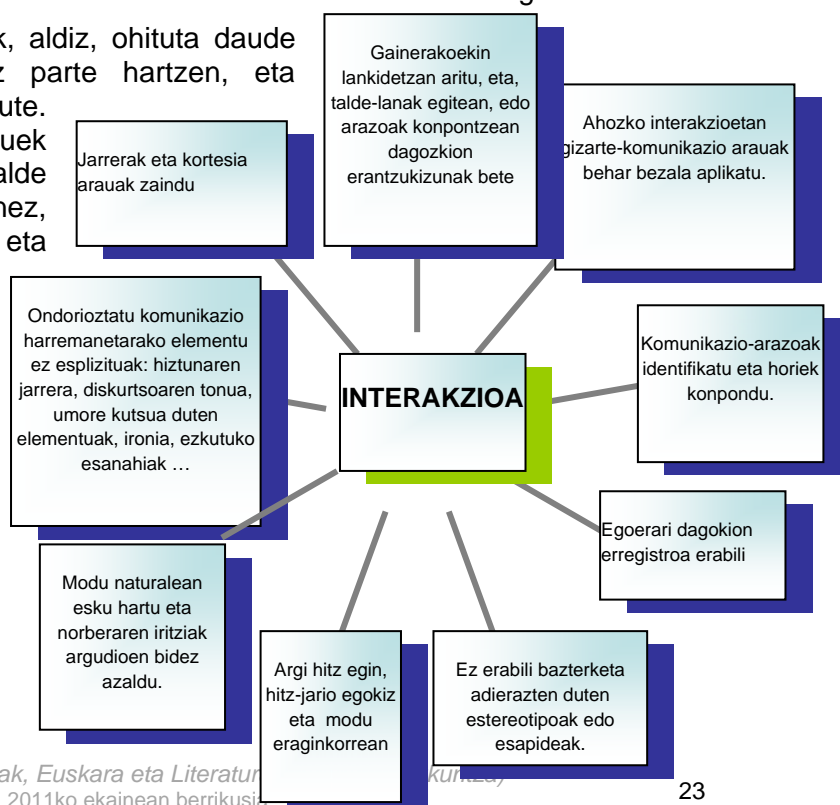 k, aldiz, ohituta daude
z parte hartzen, eta
ute.
uek
alde
nez,
eta
Gainerakoekin
lankidetzan aritu, eta,
talde-lanak egitean, edo
arazoak konpontzean
dagozkion
erantzukizunak bete
Ahozko interakzioetan
gizarte-komunikazio arauak
behar bezala aplikatu.
Jarrerak eta kortesia
arauak zaindu
Ondorioztatu komunikazio
harremanetarako elementu
ez esplizituak: hiztunaren
jarrera, diskurtsoaren tonua,
umore kutsua duten
elementuak, ironia, ezkutuko
esanahiak …
INTERAKZIOA
Komunikazio-arazoak
identifikatu eta horiek
konpondu.
Egoerari dagokion
erregistroa erabili
Modu naturalean
esku hartu eta
norberaren iritziak
argudioen bidez
azaldu.
Argi hitz egin,
hitz-jario egokiz
eta modu
eraginkorrean
Ez erabili bazterketa
adierazten duten
estereotipoak edo
esapideak.
ak, Euskara eta Literatur
2011ko ekainean berrikusi
23